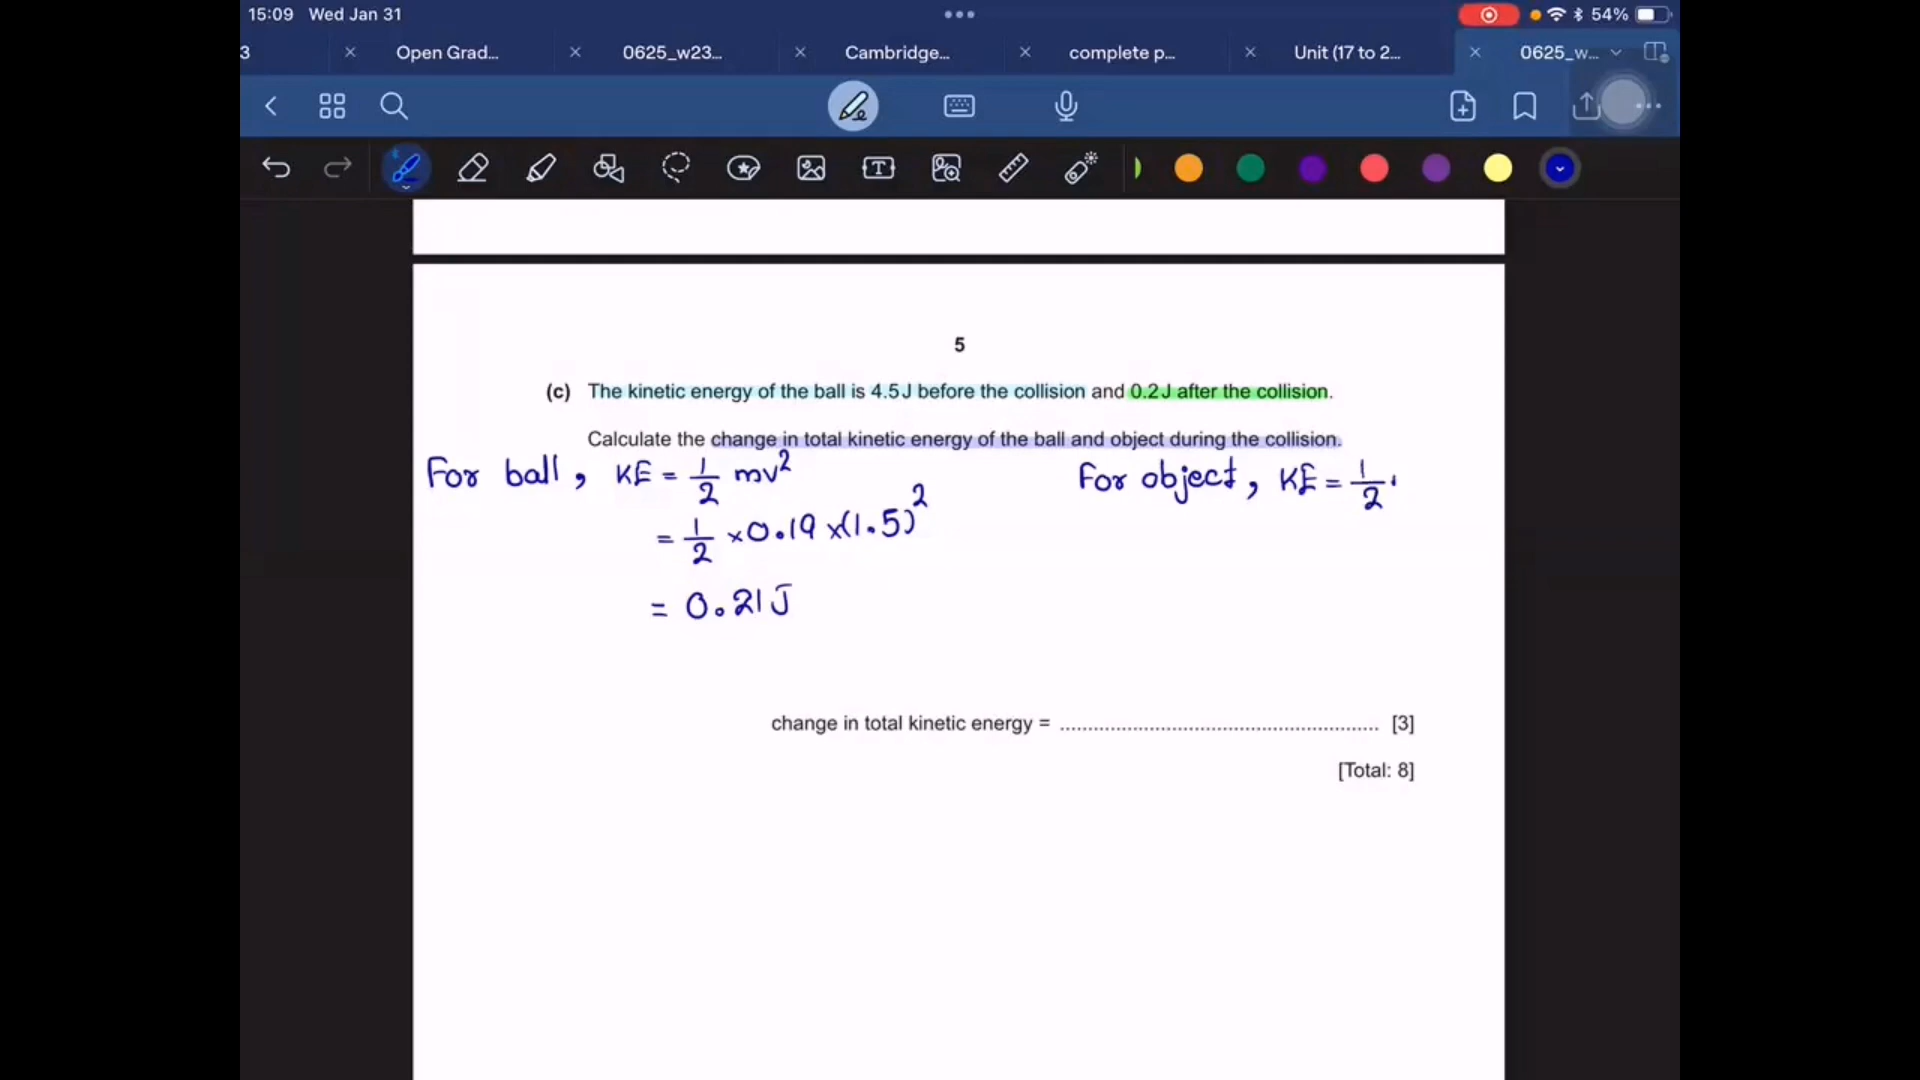 15:09 Wed Jan 31
54%
3
Open Grad...
0625_w23...
Cambridge...
complete p...
Unit (17 to 2...
0625_w...
5
(c) The kinetic energy of the ball is 4.5J before the collision and 0.2J after the collision.
Calculate the change in total kinetic energy of the ball and object during the collision.
For ball, KE = 1/2 mv²
For object, KE = 1/2
= 1/2 ×0.19 ×(1.5)²
= 0.21J
change in total kinetic energy = ........................................................ [3]
[Total: 8]